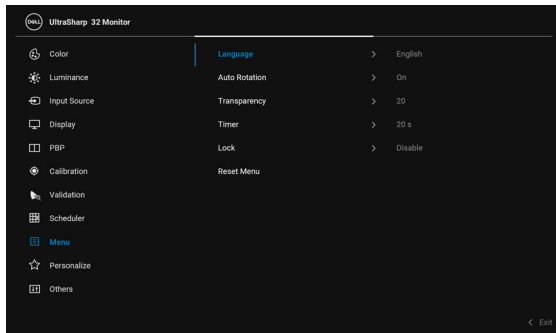 DELL UltraSharp 32 Monitor
Color
Luminance
Input Source
Display
PBP
Calibration
Validation
Scheduler
Menu
Personalize
Others
Language > English
Auto Rotation > On
Transparency > 20
Timer > 20 s
Lock > Disable
Reset Menu
< Exit